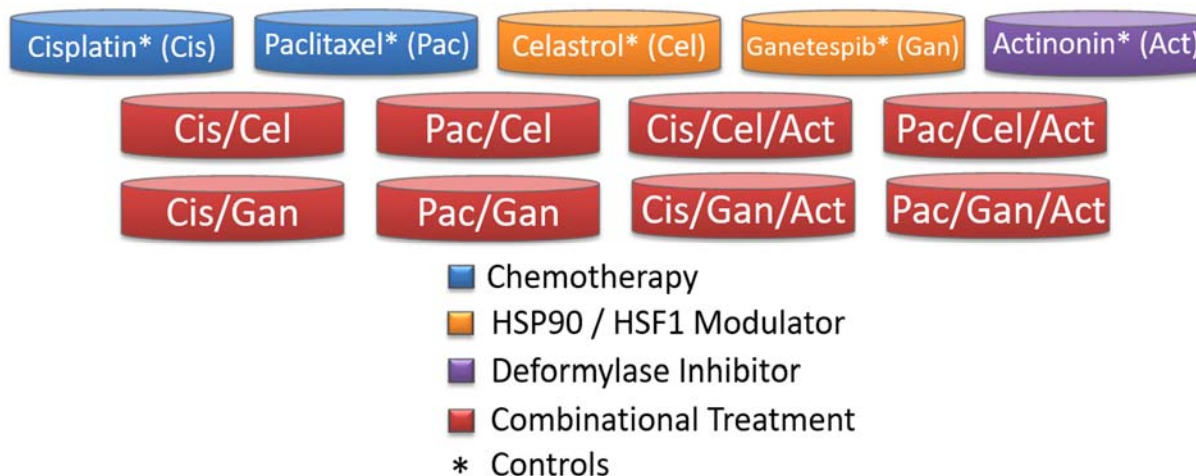 Cisplatin* (Cis) Paclitaxel* (Pac) Celastrol* (Cel) Ganetespib* (Gan) Actinonin* (Act)
Cis/Cel Pac/Cel Cis/Cel/Act Pac/Cel/Act
Cis/Gan Pac/Gan Cis/Gan/Act Pac/Gan/Act
Chemotherapy
HSP90 / HSF1 Modulator
Deformylase Inhibitor
Combinational Treatment
* Controls